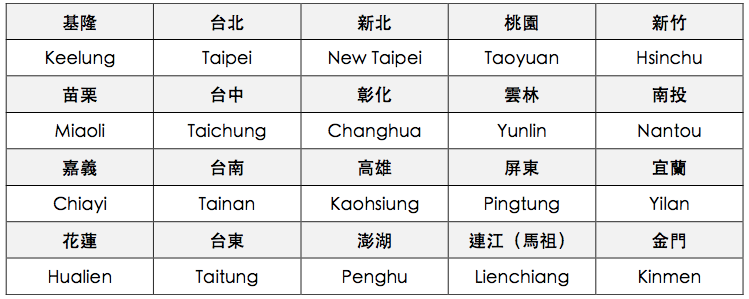 基隆 台北 新北 桃園 新竹
Keelung Taipei New Taipei Taoyuan Hsinchu
苗栗 台中 彰化 雲林 南投
Miaoli Taichung Changhua Yunlin Nantou
嘉義 台南 高雄 屏東 宜蘭
Chiayi Tainan Kaohsiung Pingtung Yilan
花蓮 台東 澎湖 連江（馬祖） 金門
Hualien Taitung Penghu Lienchiang Kinmen